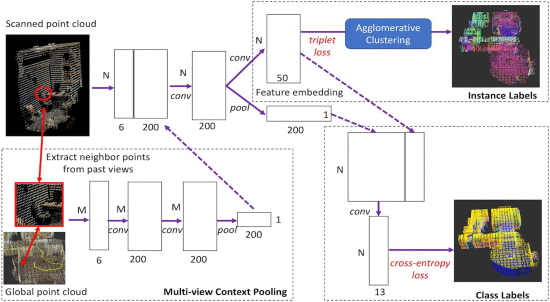 Scanned point cloud
N
6
200
conv
N
200
conv
pool
N
50
Feature embedding
triplet
loss
Agglomerative
Clustering
Instance Labels
1
200
Extract neighbor points
from past views
M
6
M
conv
200
M
conv
200
pool
1
200
Global point cloud
Multi-view Context Pooling
N
conv
N
13
cross-entropy
loss
Class Labels